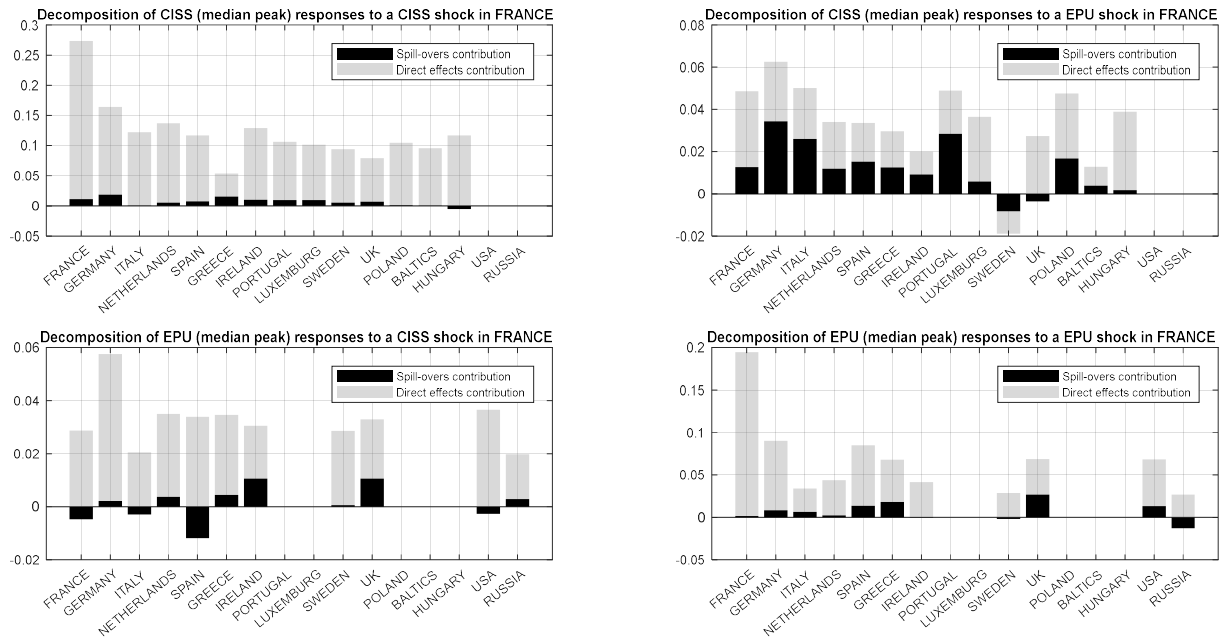 Decomposition of CISS (median peak) responses to a CISS shock in FRANCE
0.3
0.25
0.2
0.15
0.1
0.05
0
-0.05
Spill-overs contribution
Direct effects contribution
FRANCE
GERMANY
ITALY
NETHERLANDS
SPAIN
GREECE
IRELAND
PORTUGAL
LUXEMBURG
SWEDEN
UK
POLAND
BALTICS
HUNGARY
USA
RUSSIA
Decomposition of CISS (median peak) responses to a EPU shock in FRANCE
0.08
0.06
0.04
0.02
0
-0.02
Spill-overs contribution
Direct effects contribution
FRANCE
GERMANY
ITALY
NETHERLANDS
SPAIN
GREECE
IRELAND
PORTUGAL
LUXEMBURG
SWEDEN
UK
POLAND
BALTICS
HUNGARY
USA
RUSSIA
Decomposition of EPU (median peak) responses to a CISS shock in FRANCE
0.06
0.04
0.02
0
-0.02
Spill-overs contribution
Direct effects contribution
FRANCE
GERMANY
ITALY
NETHERLANDS
SPAIN
GREECE
IRELAND
PORTUGAL
LUXEMBURG
SWEDEN
UK
POLAND
BALTICS
HUNGARY
USA
RUSSIA
Decomposition of EPU (median peak) responses to a EPU shock in FRANCE
0.2
0.15
0.1
0.05
0
-0.05
Spill-overs contribution
Direct effects contribution
FRANCE
GERMANY
ITALY
NETHERLANDS
SPAIN
GREECE
IRELAND
PORTUGAL
LUXEMBURG
SWEDEN
UK
POLAND
BALTICS
HUNGARY
USA
RUSSIA